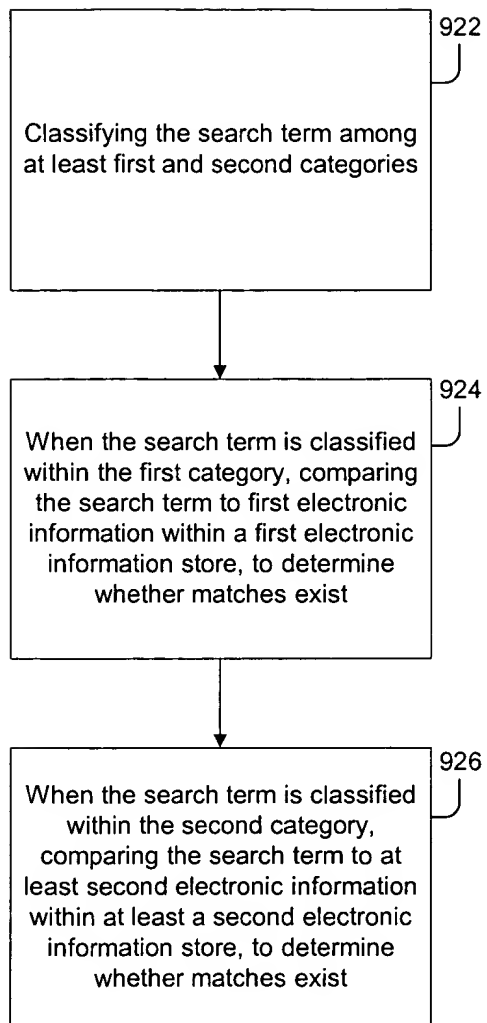 922
Classifying the search term among
at least first and second categories
924
When the search term is classified
within the first category, comparing
the search term to first electronic
information within a first electronic
information store, to determine
whether matches exist
926
When the search term is classified
within the second category,
comparing the search term to at
least second electronic information
within at least a second electronic
information store, to determine
whether matches exist